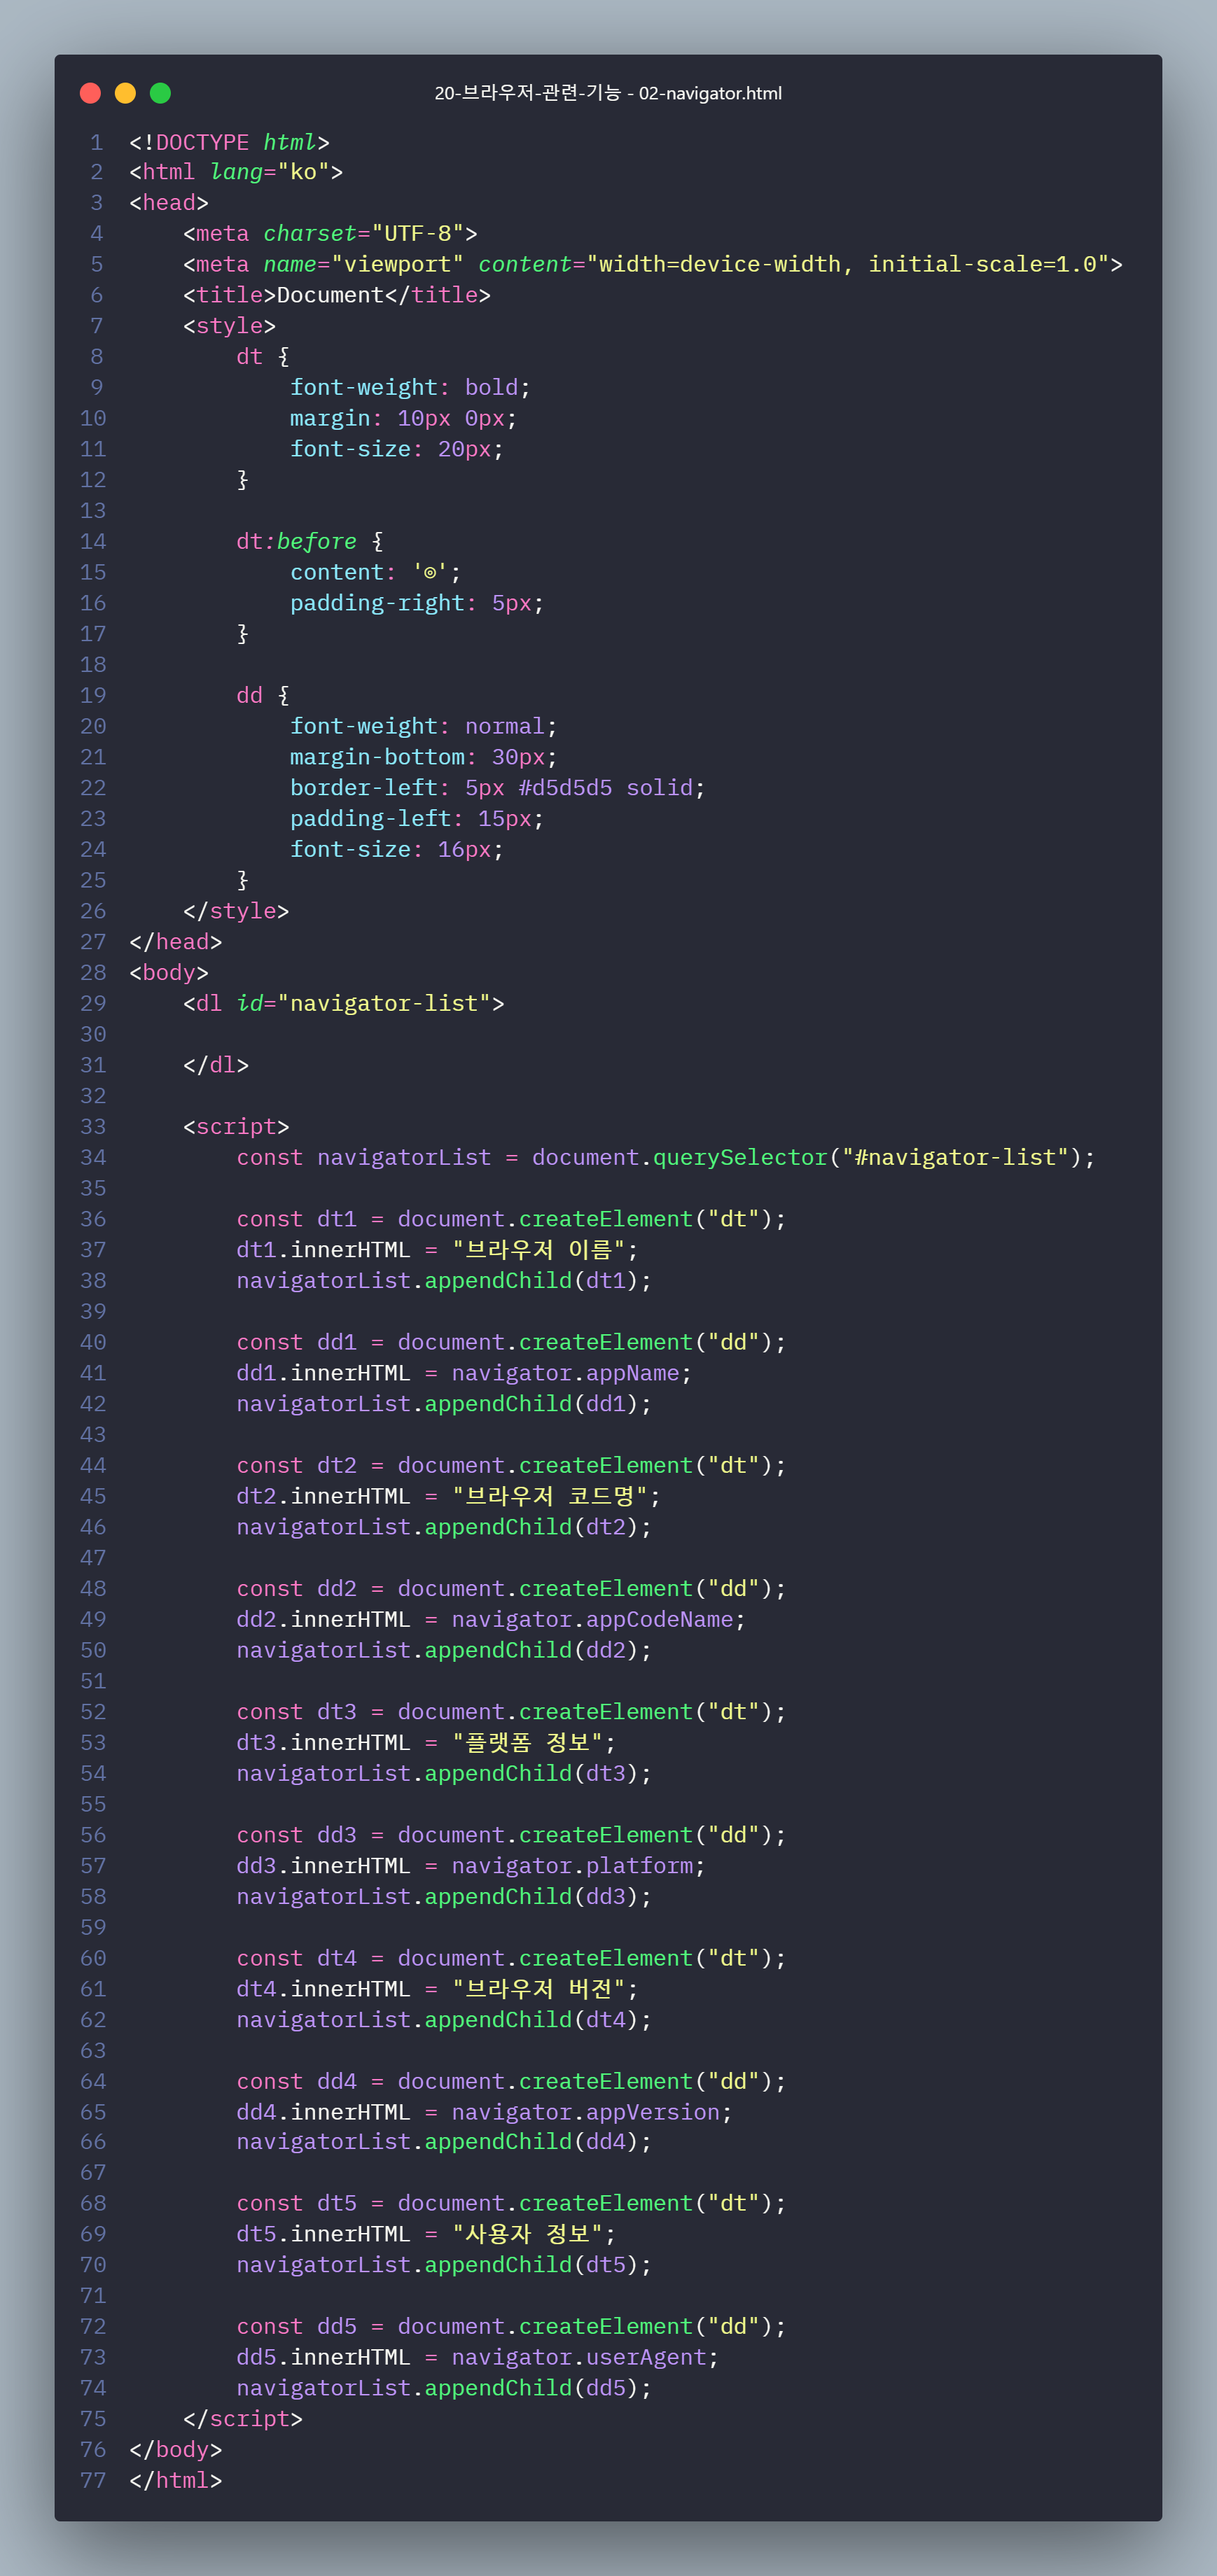 20-브라우저-관련-기능 - 02-navigator.html
1 <!DOCTYPE html>
2 <html lang="ko">
3 <head>
4     <meta charset="UTF-8">
5     <meta name="viewport" content="width=device-width, initial-scale=1.0">
6     <title>Document</title>
7     <style>
8         dt {
9             font-weight: bold;
10             margin: 10px 0px;
11             font-size: 20px;
12         }
13
14         dt:before {
15             content: '◎';
16             padding-right: 5px;
17         }
18
19         dd {
20             font-weight: normal;
21             margin-bottom: 30px;
22             border-left: 5px #d5d5d5 solid;
23             padding-left: 15px;
24             font-size: 16px;
25         }
26     </style>
27 </head>
28 <body>
29     <dl id="navigator-list">
30
31     </dl>
32
33     <script>
34         const navigatorList = document.querySelector("#navigator-list");
35
36         const dt1 = document.createElement("dt");
37         dt1.innerHTML = "브라우저 이름";
38         navigatorList.appendChild(dt1);
39
40         const dd1 = document.createElement("dd");
41         dd1.innerHTML = navigator.appName;
42         navigatorList.appendChild(dd1);
43
44         const dt2 = document.createElement("dt");
45         dt2.innerHTML = "브라우저 코드명";
46         navigatorList.appendChild(dt2);
47
48         const dd2 = document.createElement("dd");
49         dd2.innerHTML = navigator.appCodeName;
50         navigatorList.appendChild(dd2);
51
52         const dt3 = document.createElement("dt");
53         dt3.innerHTML = "플랫폼 정보";
54         navigatorList.appendChild(dt3);
55
56         const dd3 = document.createElement("dd");
57         dd3.innerHTML = navigator.platform;
58         navigatorList.appendChild(dd3);
59
60         const dt4 = document.createElement("dt");
61         dt4.innerHTML = "브라우저 버전";
62         navigatorList.appendChild(dt4);
63
64         const dd4 = document.createElement("dd");
65         dd4.innerHTML = navigator.appVersion;
66         navigatorList.appendChild(dd4);
67
68         const dt5 = document.createElement("dt");
69         dt5.innerHTML = "사용자 정보";
70         navigatorList.appendChild(dt5);
71
72         const dd5 = document.createElement("dd");
73         dd5.innerHTML = navigator.userAgent;
74         navigatorList.appendChild(dd5);
75     </script>
76 </body>
77 </html>